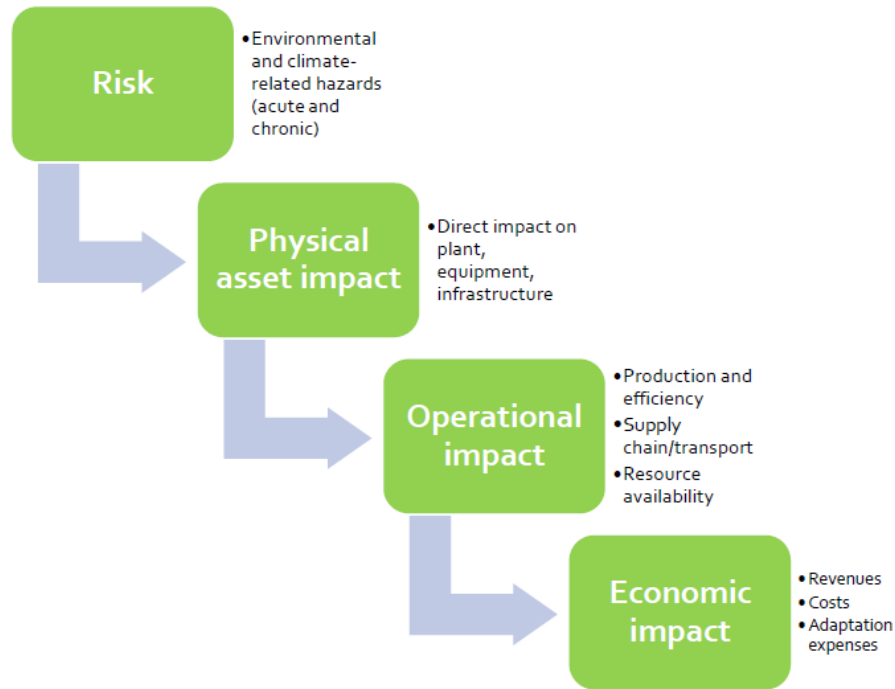 Risk
•Environmental
and climate-
related hazards
(acute and
chronic)
Physical
asset impact
•Direct impact on
plant,
equipment,
infrastructure
Operational
impact
•Production and
efficiency
•Supply
chain/transport
•Resource
availability
Economic
impact
•Revenues
•Costs
•Adaptation
expenses